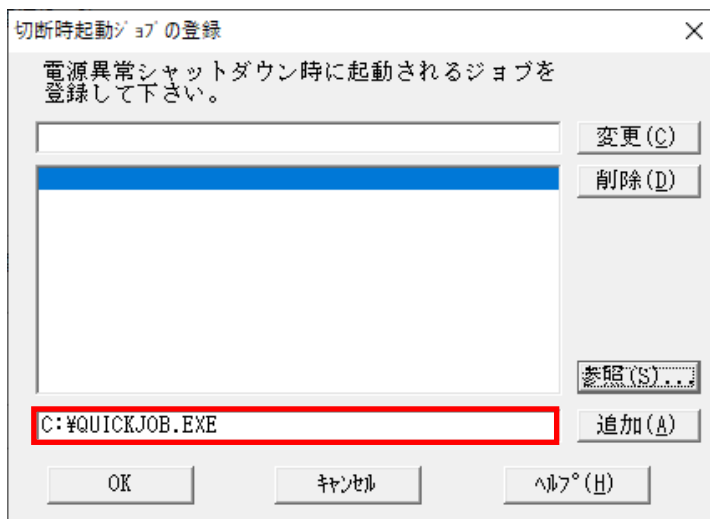 切断時起動ｼﾞｮﾌﾞの登録
電源異常シャットダウン時に起動されるジョブを
登録して下さい。
変更(C)
削除(D)
参照(S)...
C:¥QUICKJOB.EXE
追加(A)
OK
ｷｬﾝｾﾙ
ﾍﾙﾌﾟ(H)